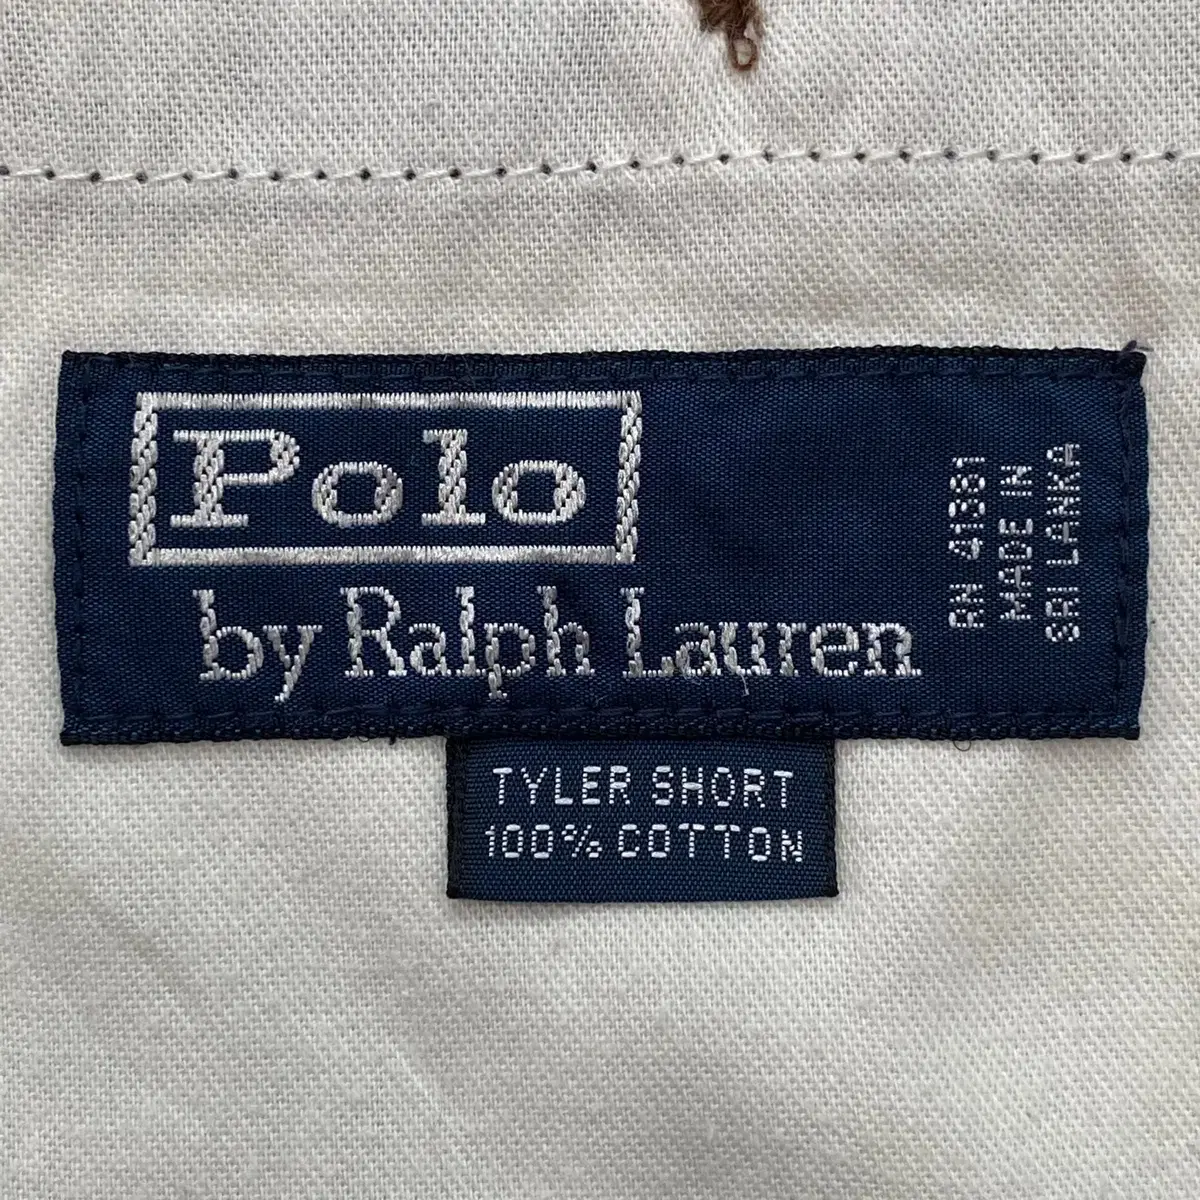 Polo
by Ralph Lauren
RN 41381
MADE IN
SRI LANKA
TYLER SHORT
100% COTTON